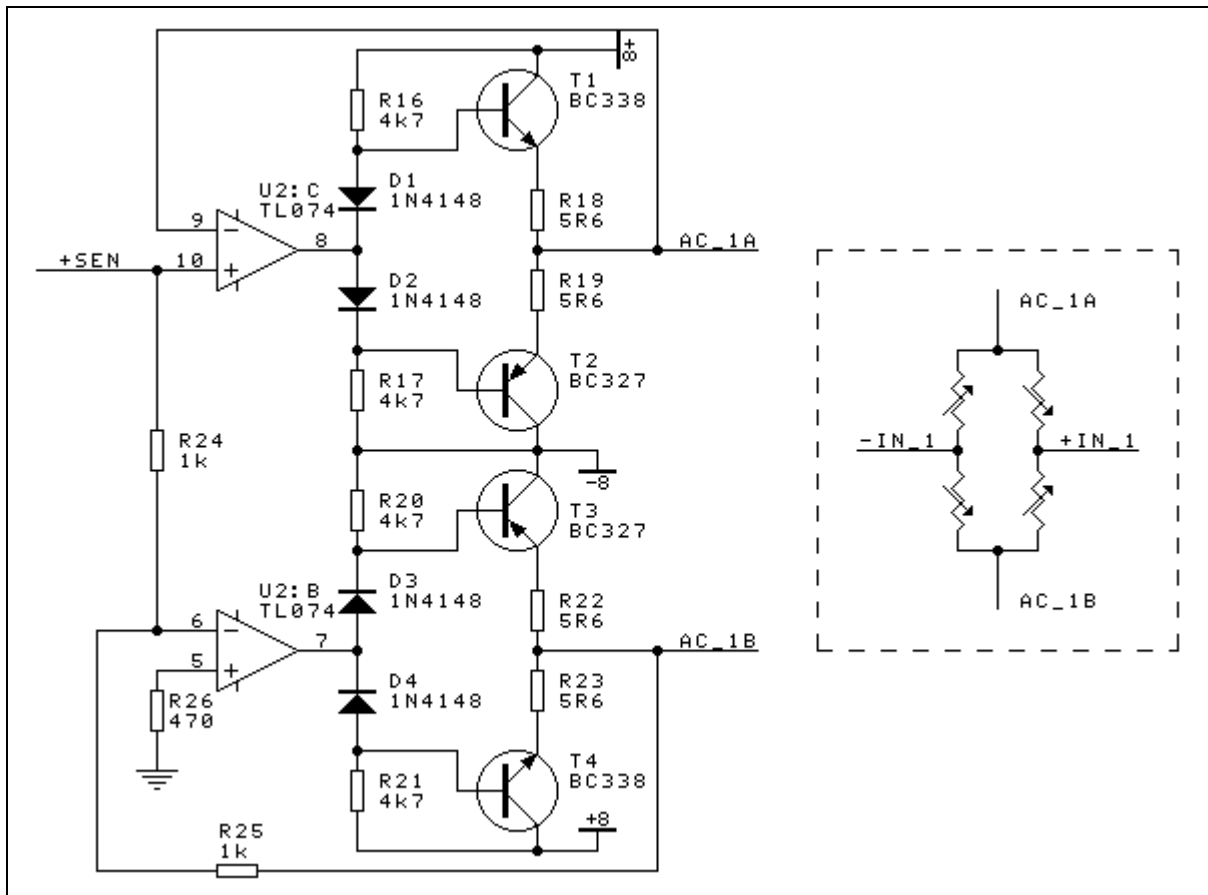 +8
T1
BC338
R16
4k7
D1
1N4148
U2:C
TL074
R18
5R6
9
8
AC_1A
+SEN
10
D2
1N4148
R19
5R6
T2
BC327
R17
4k7
R24
1k
-8
R20
4k7
T3
BC327
D3
1N4148
U2:B
TL074
R22
5R6
6
7
AC_1B
5
R26
470
D4
1N4148
R23
5R6
T4
BC338
R21
4k7
+8
R25
1k
AC_1A
-IN_1
+IN_1
AC_1B